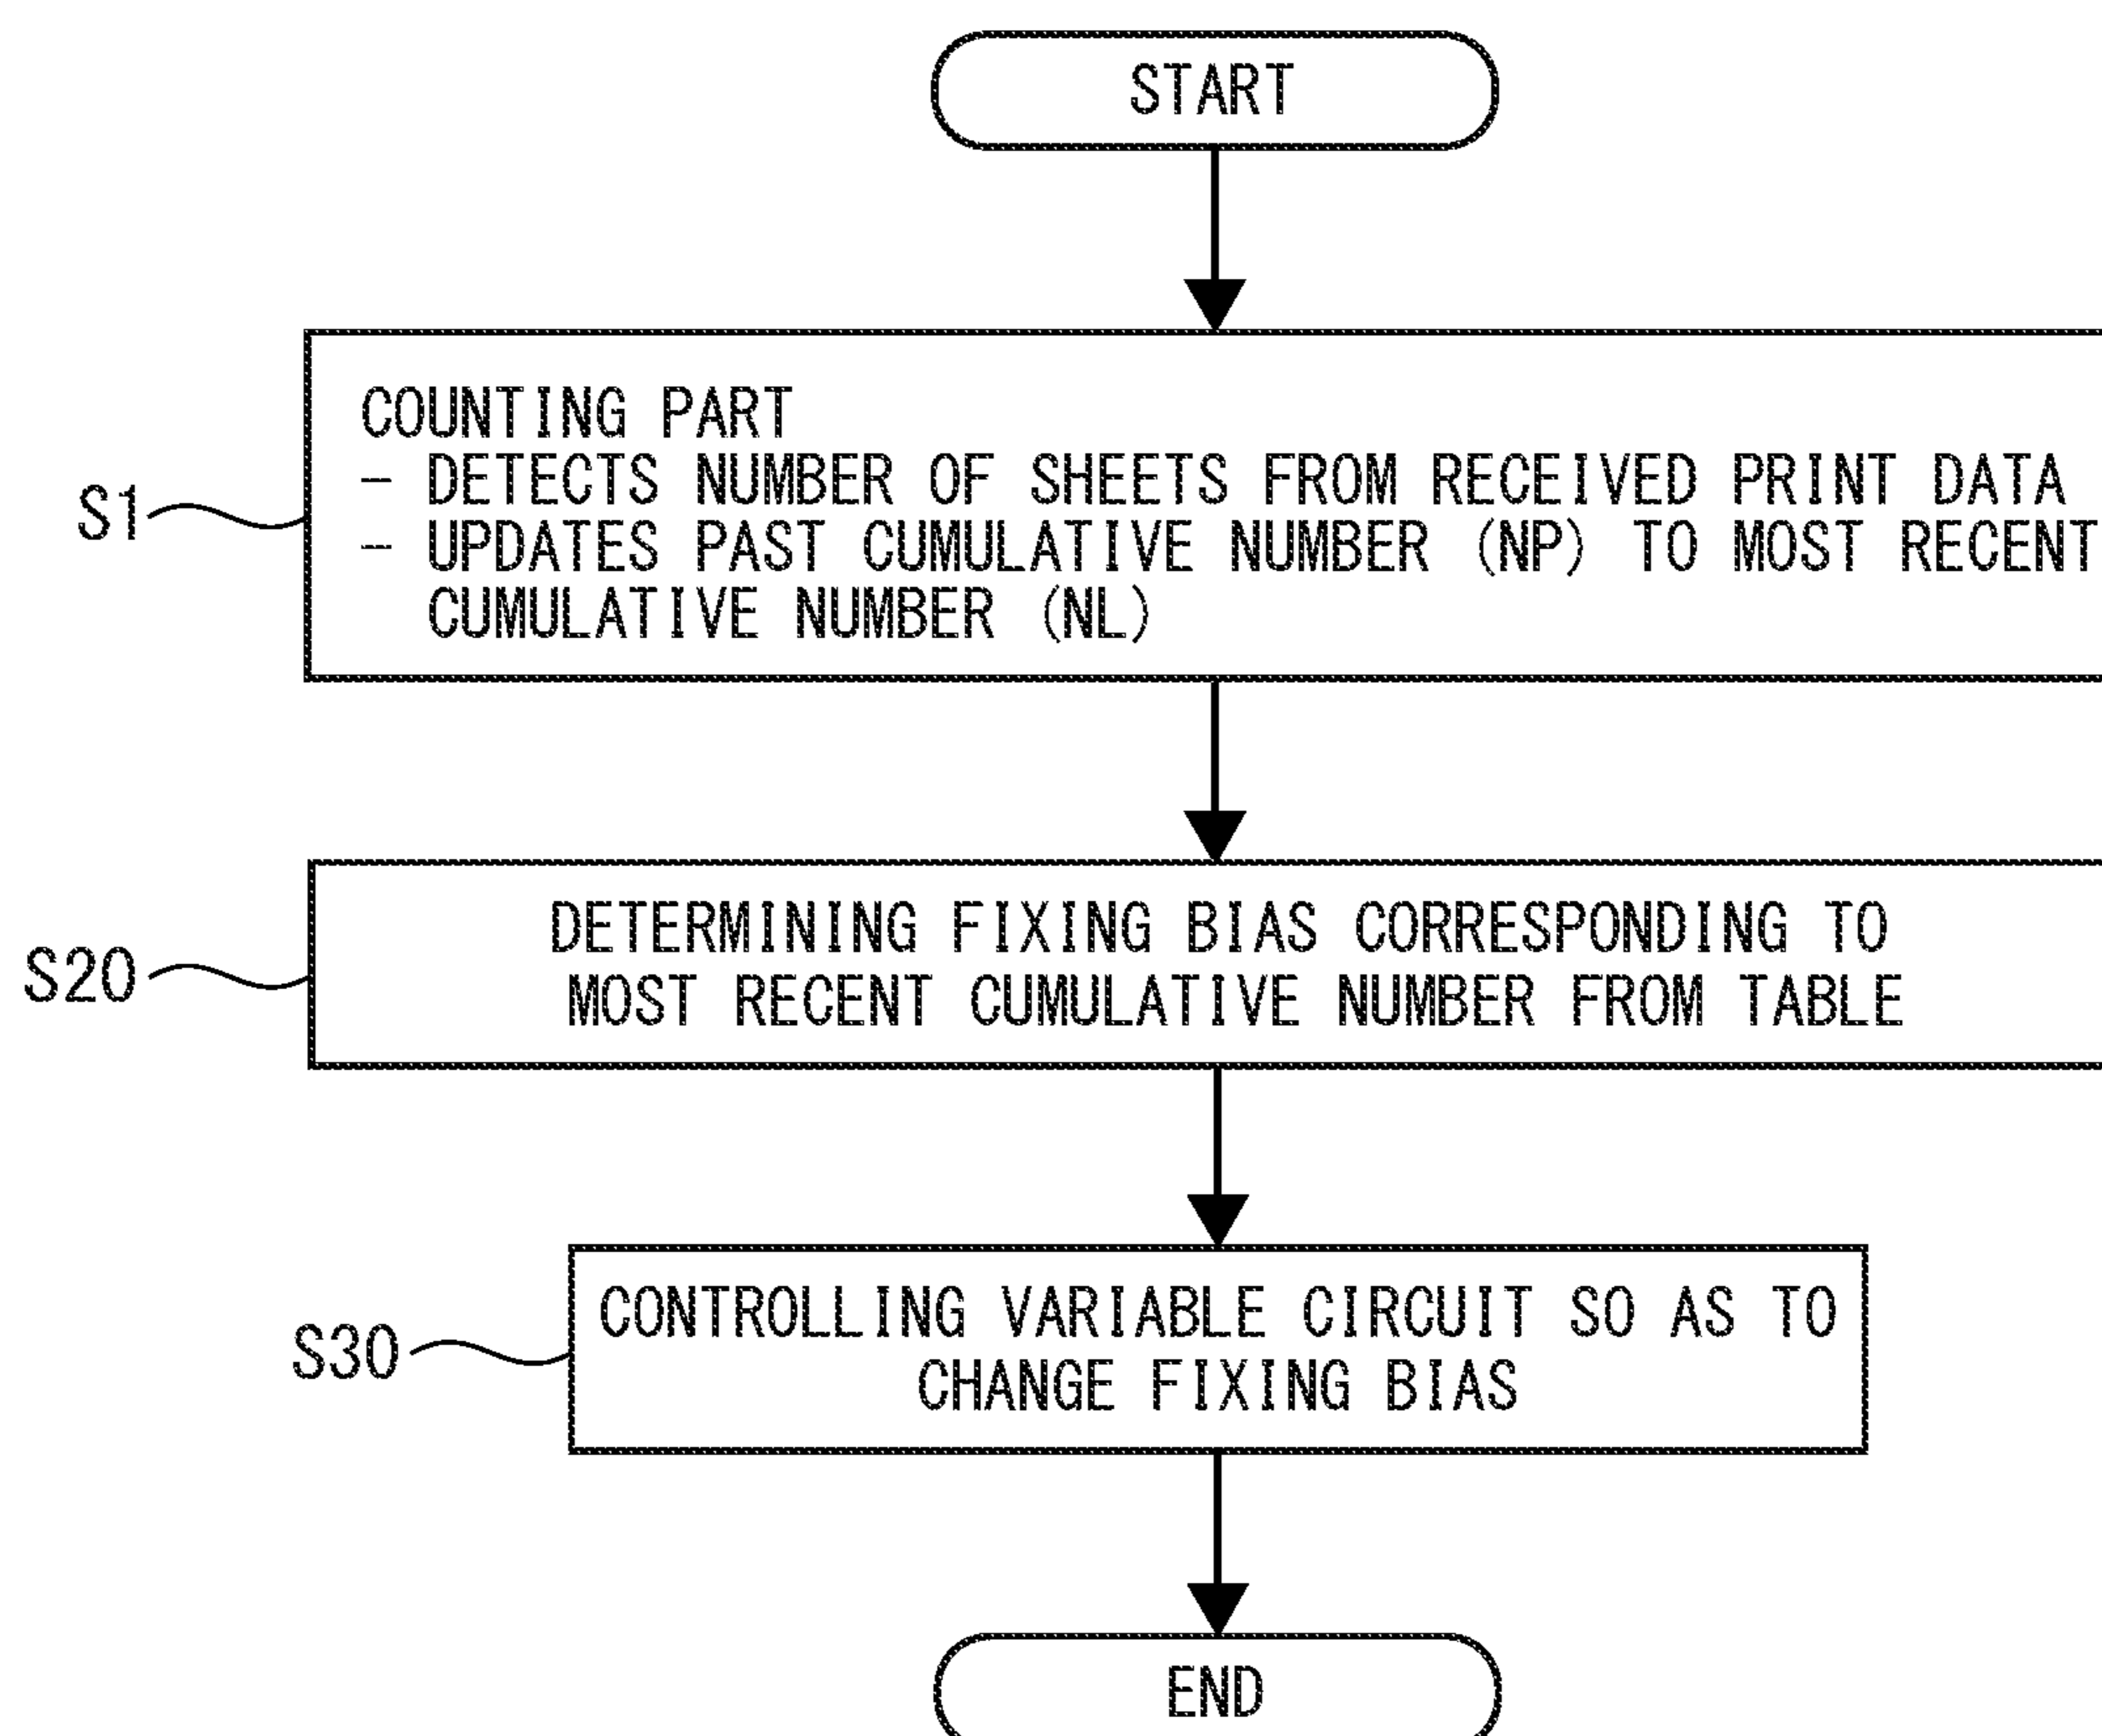 START
COUNTING PART
- DETECTS NUMBER OF SHEETS FROM RECEIVED PRINT DATA
- UPDATES PAST CUMULATIVE NUMBER (NP) TO MOST RECENT
CUMULATIVE NUMBER (NL)
S1
DETERMINING FIXING BIAS CORRESPONDING TO
MOST RECENT CUMULATIVE NUMBER FROM TABLE
S20
CONTROLLING VARIABLE CIRCUIT SO AS TO
CHANGE FIXING BIAS
S30
END